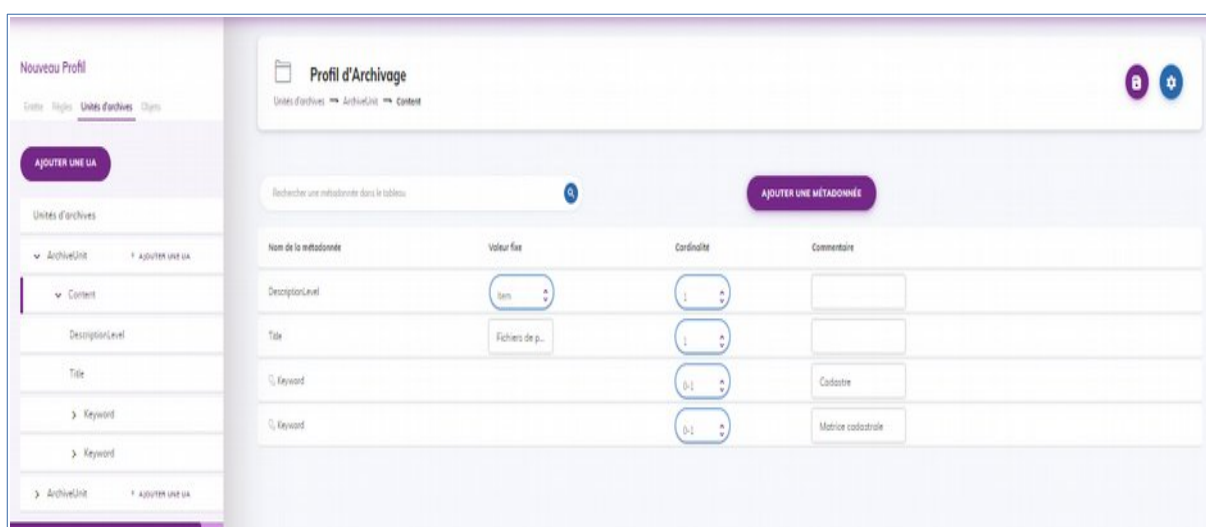 Nouveau Profil
Entête Règles Unités d'archives Objets
AJOUTER UNE UA
Unités d'archives
ArchiveUnit AJOUTER UNE UA
Content
DescriptionLevel
Title
Keyword
Keyword
ArchiveUnit AJOUTER UNE UA
Profil d'Archivage
Unités d'archives ➡ ArchiveUnit ➡ Content
Rechercher une métadonnée dans le tableau
AJOUTER UNE MÉTADONNÉE
Nom de la métadonnée Valeur fixe Cardinalité Commentaire
DescriptionLevel Item 1
Title Fichiers de p... 1
Keyword 0-1 Cadastre
Keyword 0-1 Matrice cadastrale